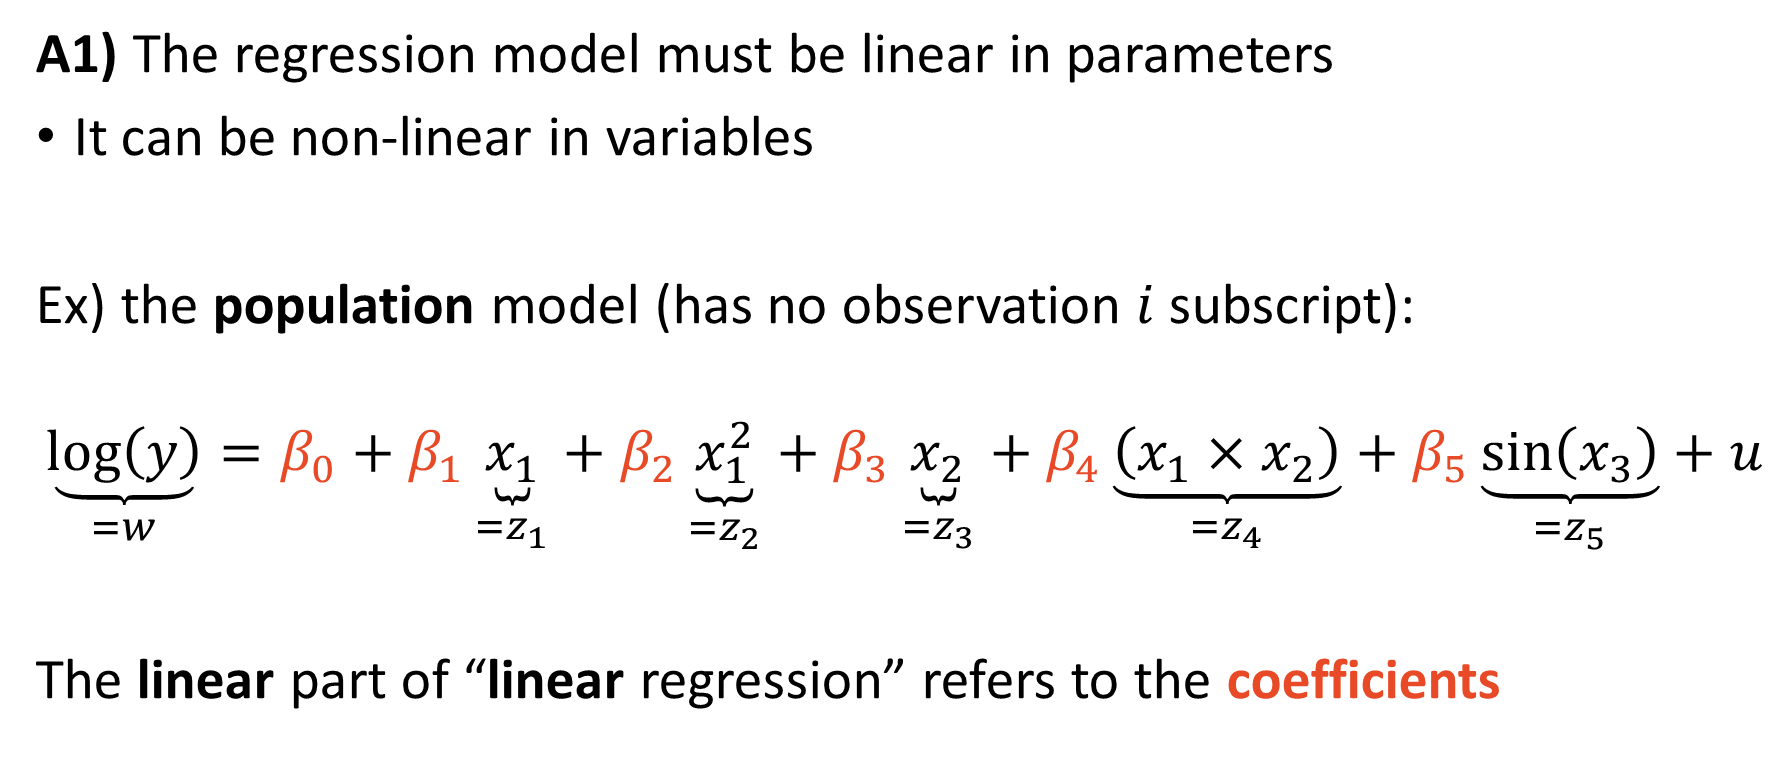 A1) The regression model must be linear in parameters
• It can be non-linear in variables
Ex) the population model (has no observation i subscript):
log(y) = β₀ + β₁ x₁ + β₂ x₁² + β₃ x₂ + β₄ (x₁ × x₂) + β₅ sin(x₃) + u
=w =z₁ =z₂ =z₃ =z₄ =z₅
The linear part of “linear regression” refers to the coefficients